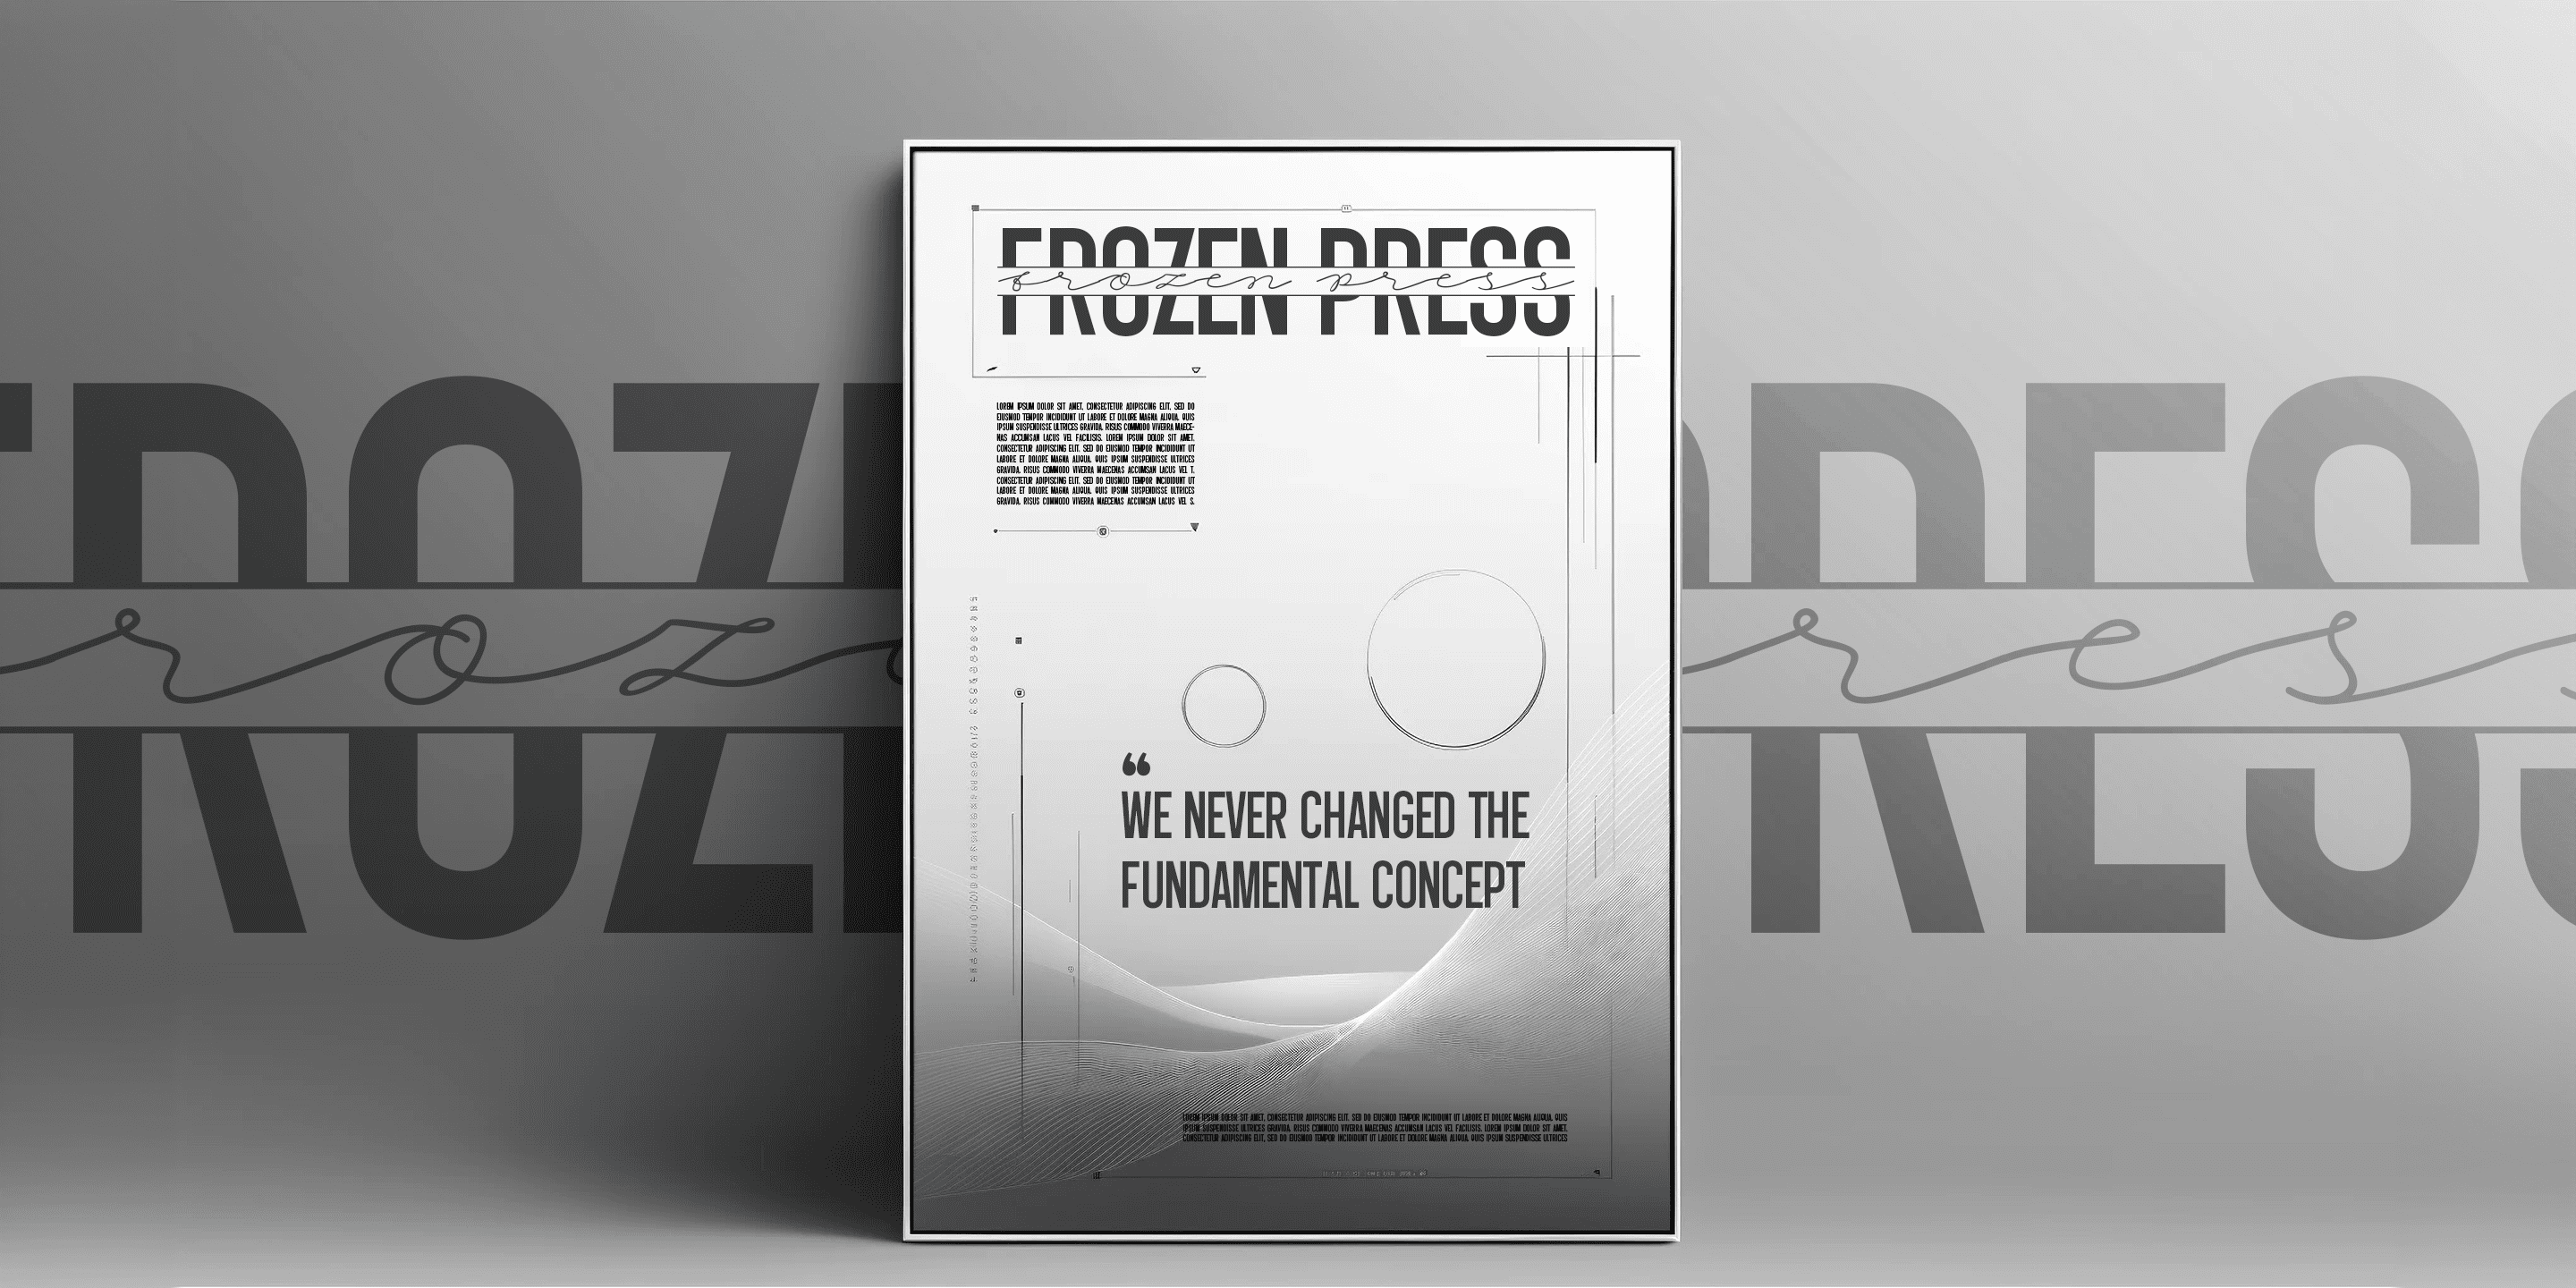 FROZEN PRESS
frozen press
LOREM IPSUM DOLOR SIT AMET, CONSECTETUR ADIPISCING ELIT, SED DO
EIUSMOD TEMPOR INCIDIDUNT UT LABORE ET DOLORE MAGNA ALIQUA. QUIS
IPSUM SUSPENDISSE ULTRICES GRAVIDA. RISUS COMMODO VIVERRA MAECE-
NAS ACCUMSAN LACUS VEL FACILISIS. LOREM IPSUM DOLOR SIT AMET,
CONSECTETUR ADIPISCING ELIT, SED DO EIUSMOD TEMPOR INCIDIDUNT UT
LABORE ET DOLORE MAGNA ALIQUA. QUIS IPSUM SUSPENDISSE ULTRICES
GRAVIDA. RISUS COMMODO VIVERRA MAECENAS ACCUMSAN LACUS VEL T.
CONSECTETUR ADIPISCING ELIT, SED DO EIUSMOD TEMPOR INCIDIDUNT UT
LABORE ET DOLORE MAGNA ALIQUA. QUIS IPSUM SUSPENDISSE ULTRICES
GRAVIDA. RISUS COMMODO VIVERRA MAECENAS ACCUMSAN LACUS VEL S.
ROZ
RESS
roz
ress
“
WE NEVER CHANGED THE
FUNDAMENTAL CONCEPT
LOREM IPSUM DOLOR SIT AMET, CONSECTETUR ADIPISCING ELIT, SED DO EIUSMOD TEMPOR INCIDIDUNT UT LABORE ET DOLORE MAGNA ALIQUA. QUIS
IPSUM SUSPENDISSE ULTRICES GRAVIDA. RISUS COMMODO VIVERRA MAECENAS ACCUMSAN LACUS VEL FACILISIS. LOREM IPSUM DOLOR SIT AMET,
CONSECTETUR ADIPISCING ELIT, SED DO EIUSMOD TEMPOR INCIDIDUNT UT LABORE ET DOLORE MAGNA ALIQUA. QUIS IPSUM SUSPENDISSE ULTRICES